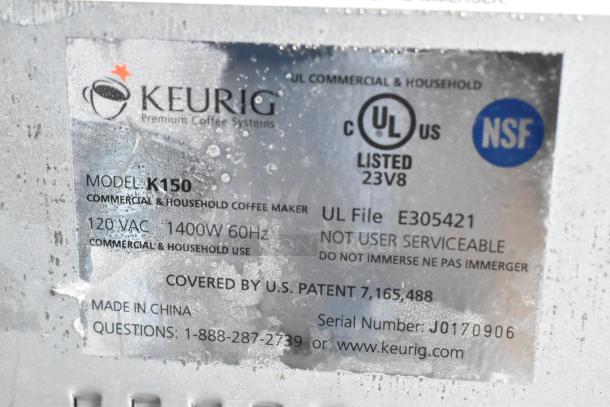 KEURIG
Premium Coffee Systems
UL COMMERCIAL & HOUSEHOLD
C UL US
LISTED
23V8
NSF
MODEL: K150
COMMERCIAL & HOUSEHOLD COFFEE MAKER
120 VAC 1400W 60Hz
COMMERCIAL & HOUSEHOLD USE
UL File E305421
NOT USER SERVICEABLE
DO NOT IMMERSE NE PAS IMMERGER
COVERED BY U.S. PATENT 7,165,488
MADE IN CHINA
Serial Number: J0170906
QUESTIONS: 1-888-287-2739 or www.keurig.com